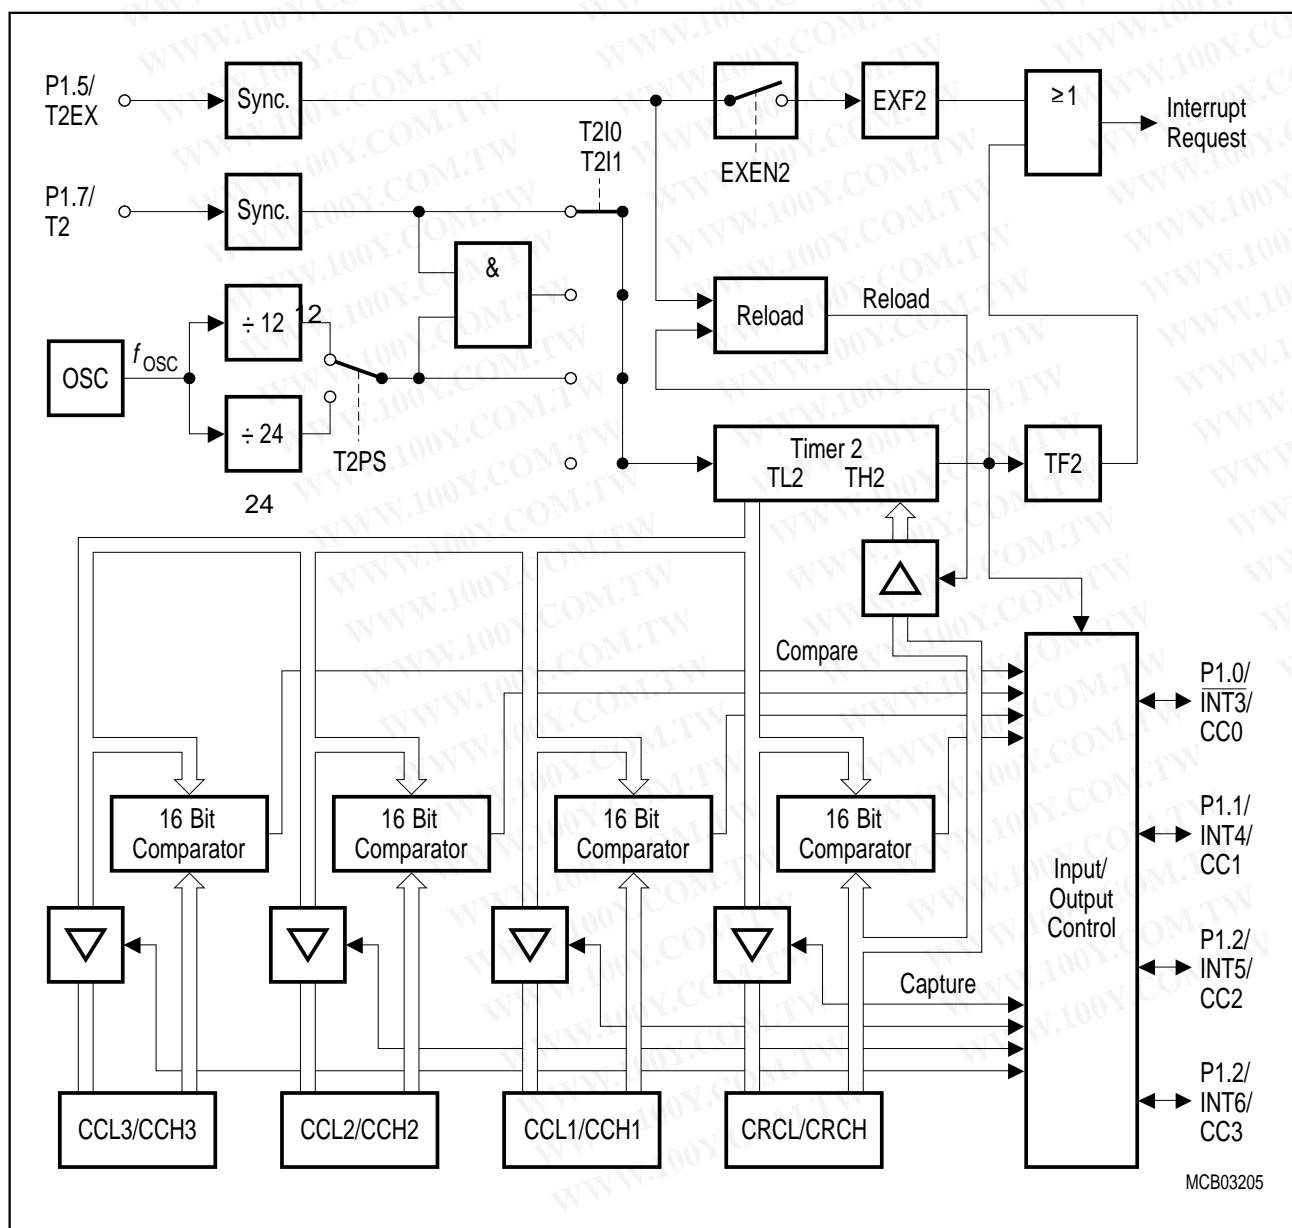 P1.5/
T2EX
Sync.
EXEN2
EXF2
≥1
Interrupt
Request
T2I0
T2I1
P1.7/
T2
Sync.
&
÷ 12
12
OSC
f OSC
÷ 24
24
T2PS
Reload
Reload
Timer 2
TL2 TH2
TF2
Compare
16 Bit
Comparator
16 Bit
Comparator
16 Bit
Comparator
16 Bit
Comparator
Capture
CCL3/CCH3
CCL2/CCH2
CCL1/CCH1
CRCL/CRCH
Input/
Output
Control
P1.0/
INT3/
CC0
P1.1/
INT4/
CC1
P1.2/
INT5/
CC2
P1.2/
INT6/
CC3
MCB03205
WWW.100Y.COM.TW